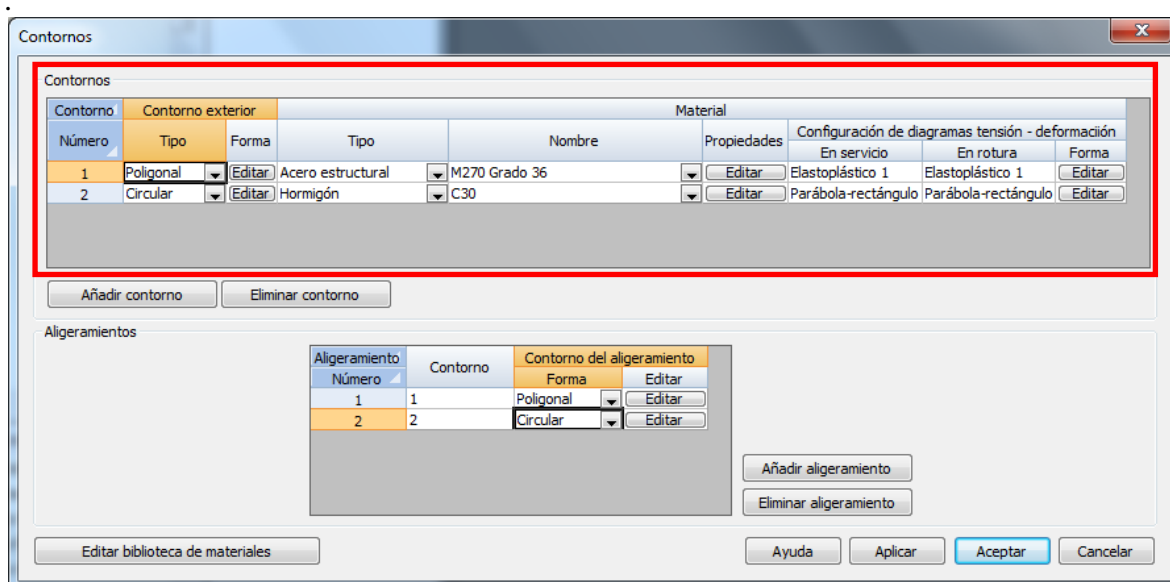 .
Contornos
Contornos
Contorno Contorno exterior Material
Número Tipo Forma Tipo Nombre Propiedades Configuración de diagramas tensión - deformaciión
En servicio En rotura Forma
1 Poligonal Editar Acero estructural M270 Grado 36 Editar Elastoplástico 1 Elastoplástico 1 Editar
2 Circular Editar Hormigón C30 Editar Parábola-rectángulo Parábola-rectángulo Editar
Añadir contorno Eliminar contorno
Aligeramientos
Aligeramiento Contorno Contorno del aligeramiento
Número Forma Editar
1 1 Poligonal Editar
2 2 Circular Editar
Añadir aligeramiento
Eliminar aligeramiento
Editar biblioteca de materiales Ayuda Aplicar Aceptar Cancelar